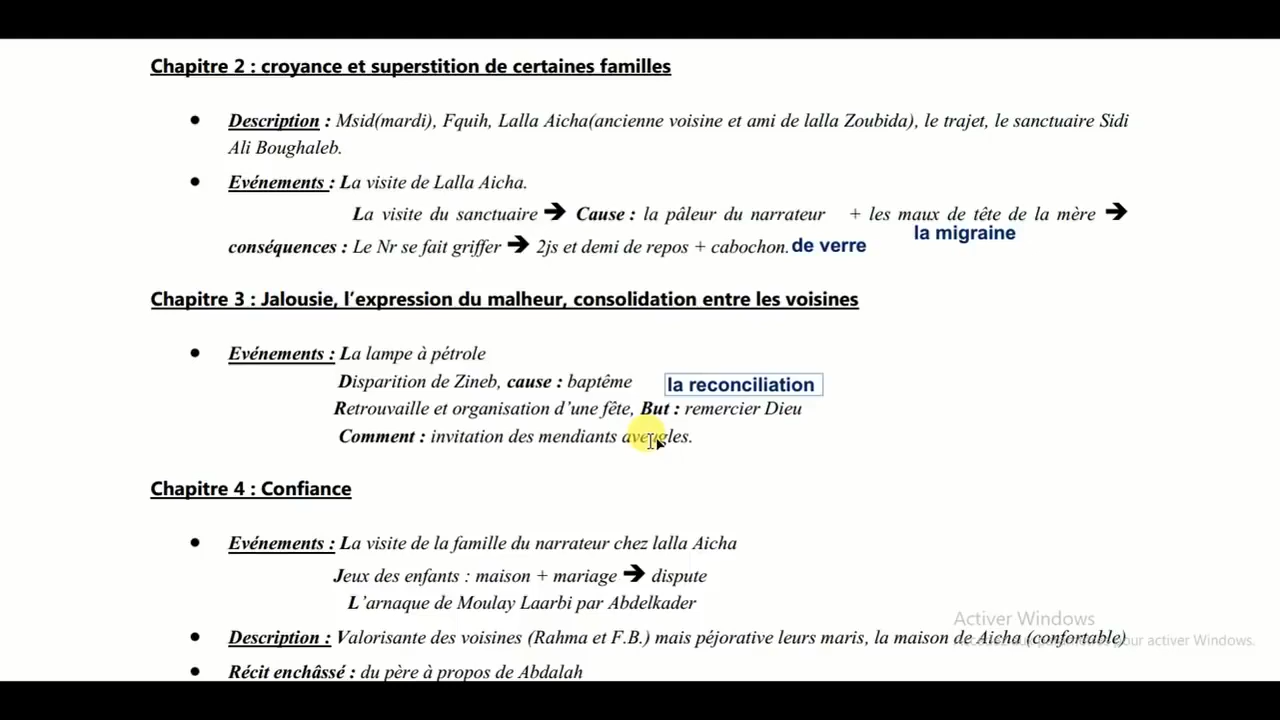 Chapitre 2 : croyance et superstition de certaines familles
● Description : Msid(mardi), Fquih, Lalla Aicha(ancienne voisine et ami de lalla Zoubida), le trajet, le sanctuaire Sidi
Ali Boughaleb.
● Evénements : La visite de Lalla Aicha.
La visite du sanctuaire ➔ Cause : la pâleur du narrateur + les maux de tête de la mère ➔
la migraine
conséquences : Le Nr se fait griffer ➔ 2js et demi de repos + cabochon. de verre
Chapitre 3 : Jalousie, l’expression du malheur, consolidation entre les voisines
● Evénements : La lampe à pétrole
Disparition de Zineb, cause : baptême
la reconciliation
Retrouvaille et organisation d’une fête, But : remercier Dieu
Comment : invitation des mendiants aveugles.
Chapitre 4 : Confiance
● Evénements : La visite de la famille du narrateur chez lalla Aicha
Jeux des enfants : maison + mariage ➔ dispute
L’arnaque de Moulay Laarbi par Abdelkader
Activer Windows
● Description : Valorisante des voisines (Rahma et F.B.) mais péjorative leurs maris, la maison de Aicha (confortable)
pour activer Windows.
● Récit enchâssé : du père à propos de Abdalah